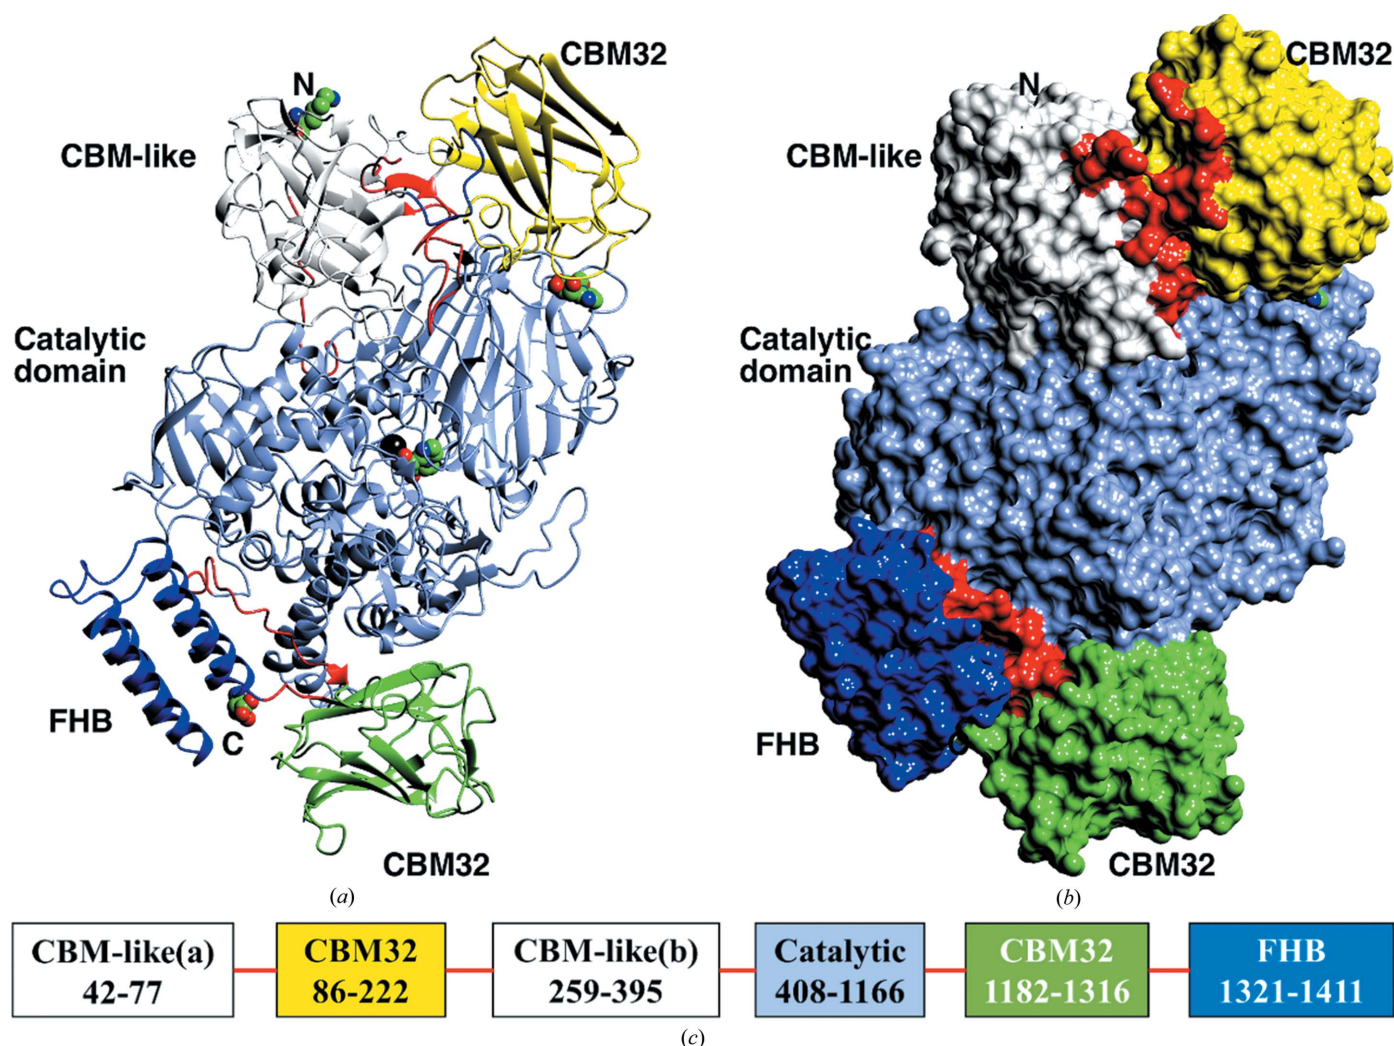 CBM32
N
CBM-like
Catalytic
domain
FHB
C
CBM32
(a)
CBM32
N
CBM-like
Catalytic
domain
FHB
C
CBM32
(b)
CBM-like(a)
42-77
CBM32
86-222
CBM-like(b)
259-395
Catalytic
408-1166
CBM32
1182-1316
FHB
1321-1411
(c)